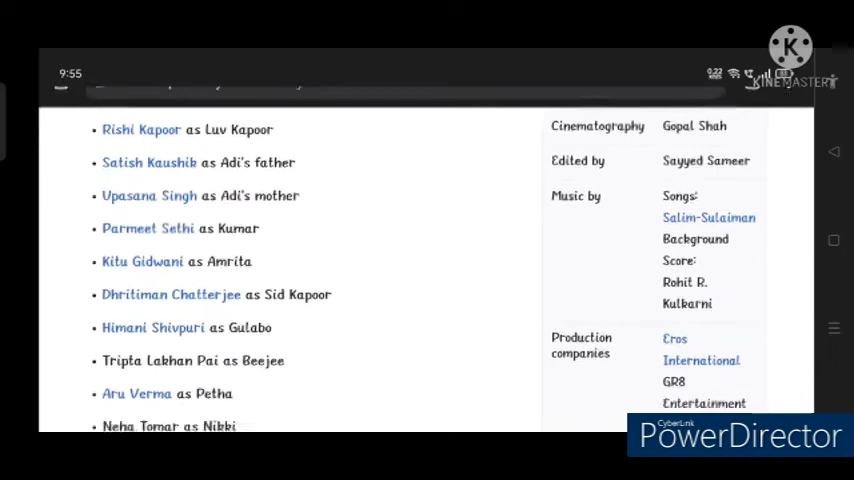 9:55
KINEMASTER
• Rishi Kapoor as Luv Kapoor
• Satish Kaushik as Adi's father
• Upasana Singh as Adi's mother
• Parmeet Sethi as Kumar
• Kitu Gidwani as Amrita
• Dhritiman Chatterjee as Sid Kapoor
• Himani Shivpuri as Gulabo
Tripta Lakhan Pai as Beejee
• Aru Verma as Petha
• Neha Tomar as Nikki
Cinematography Gopal Shah
Edited by Sayyed Sameer
Music by Songs:
Salim-Sulaiman
Background
Score:
Rohit R.
Kulkarni
Production Eros
companies International
GR8
Entertainment
CyberLink
PowerDirector